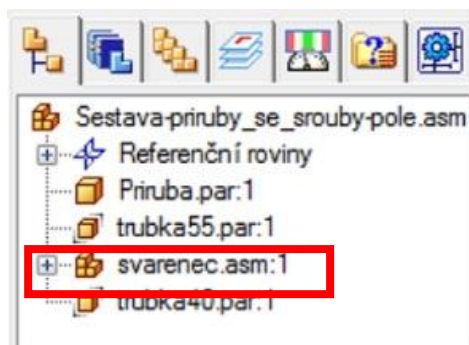 Sestava-priruby_se_srouby-pole.asm
Referenční roviny
Priruba.par:1
trubka55.par:1
svarenec.asm:1
trubka40.par:1